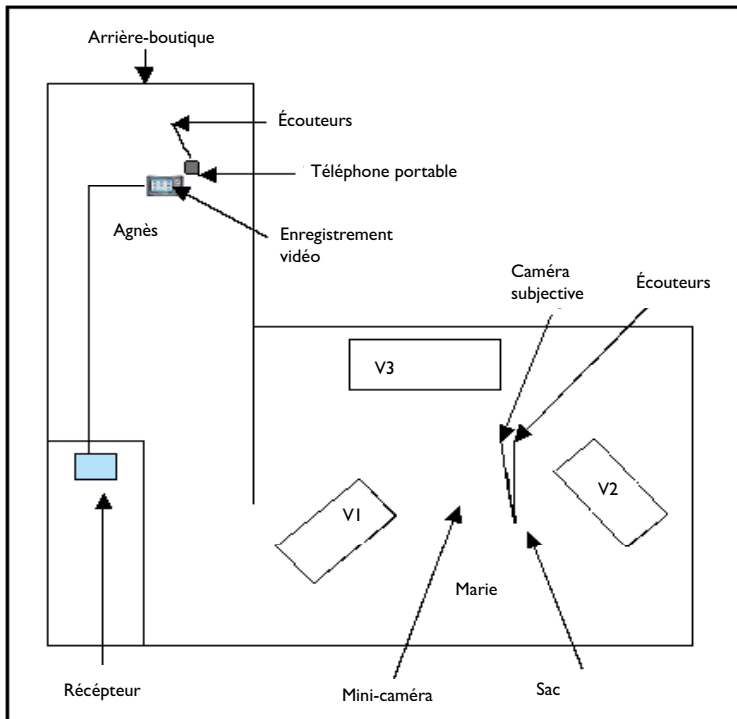 Arrière-boutique
Écouteurs
Téléphone portable
Agnès
Enregistrement
vidéo
Caméra
subjective
Écouteurs
V3
V2
V1
Marie
Récépteur
Mini-caméra
Sac